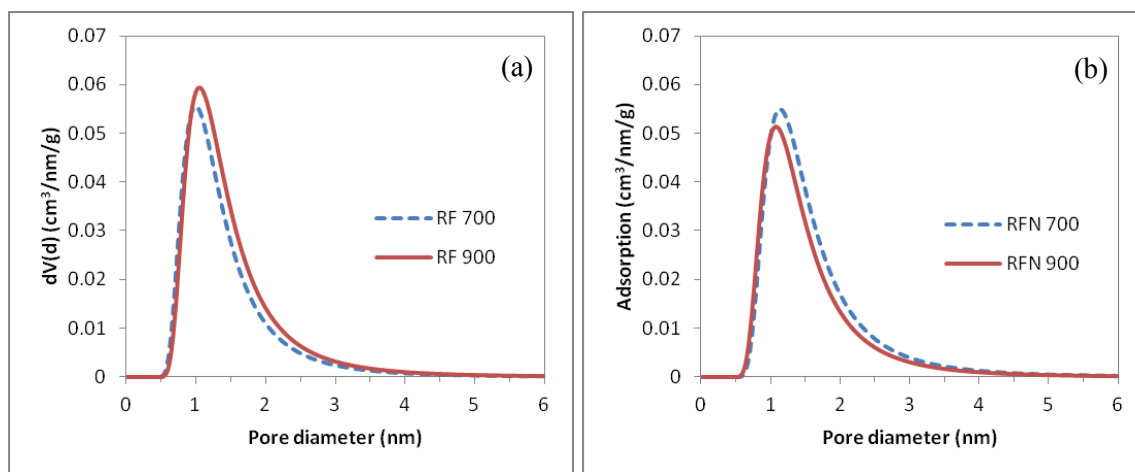 (a)
dV(d) (cm³/nm/g)
0.07
0.06
0.05
0.04
0.03
0.02
0.01
0
RF 700
RF 900
0 1 2 3 4 5 6
Pore diameter (nm)
(b)
Adsorption (cm³/nm/g)
0.07
0.06
0.05
0.04
0.03
0.02
0.01
0
RFN 700
RFN 900
0 1 2 3 4 5 6
Pore diameter (nm)